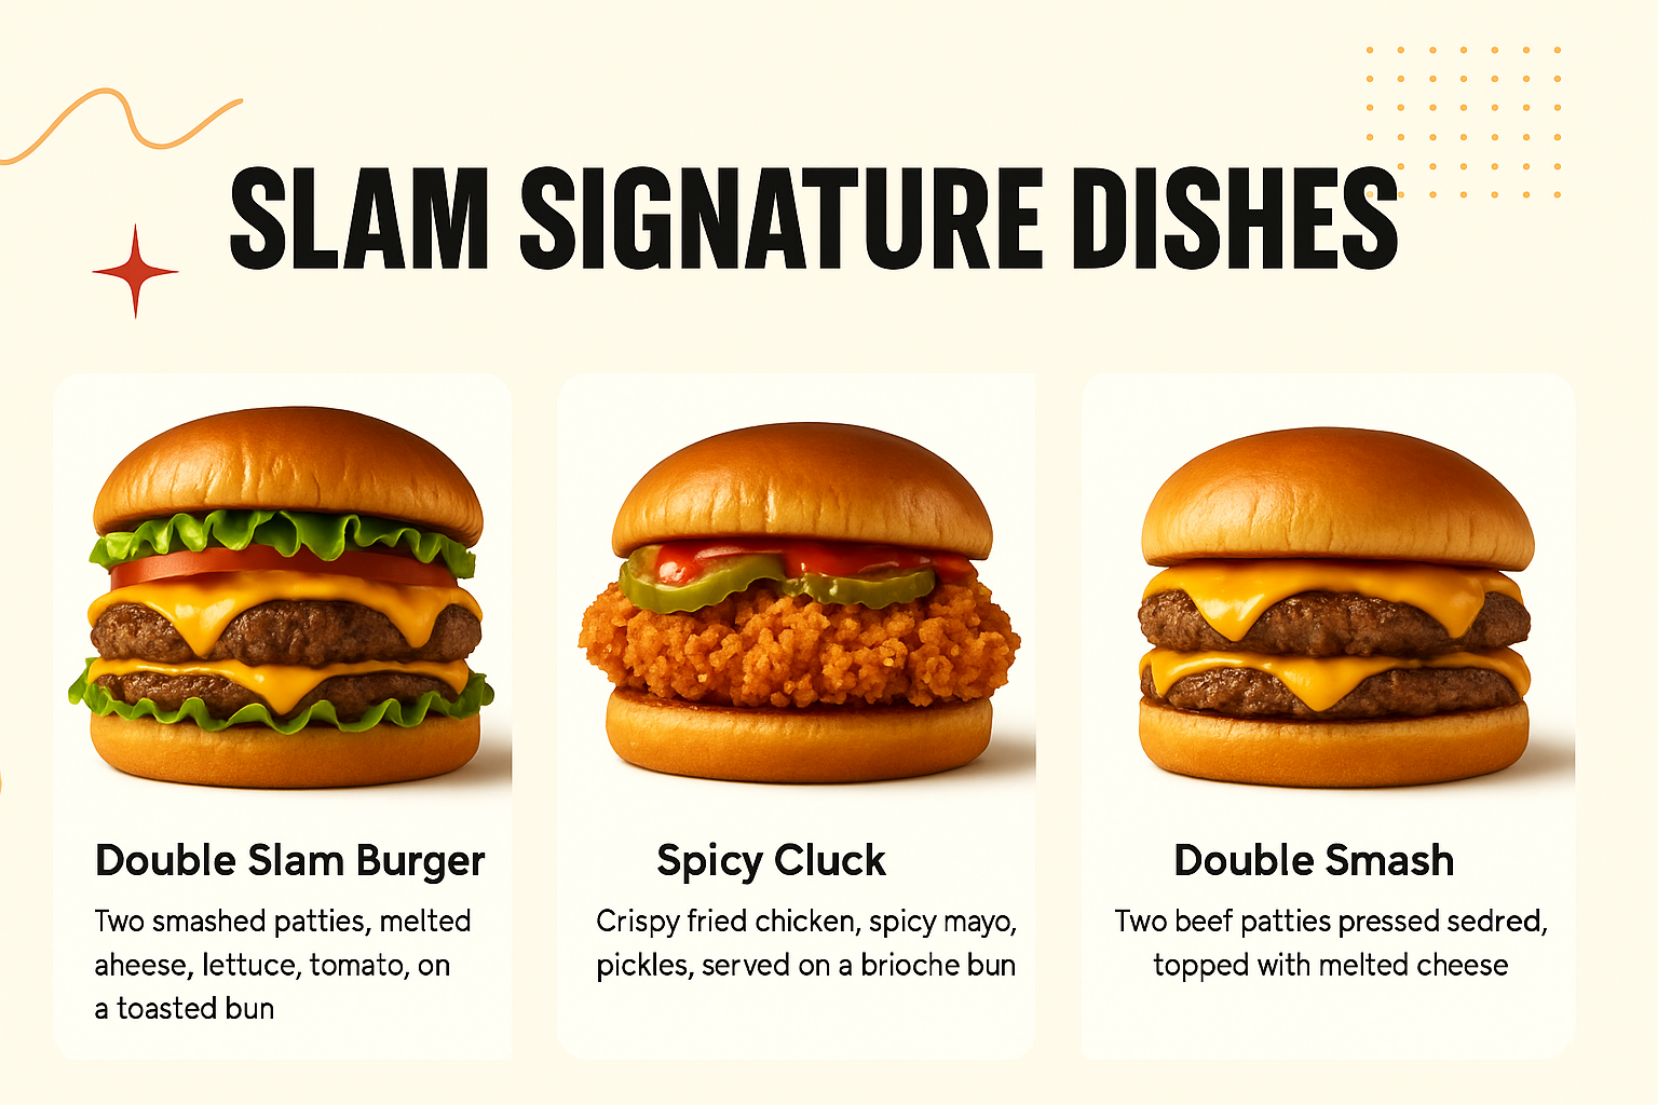 SLAM SIGNATURE DISHES
Double Slam Burger
Two smashed patties, melted
aheese, lettuce, tomato, on
a toasted bun
Spicy Cluck
Crispy fried chicken, spicy mayo,
pickles, served on a brioche bun
Double Smash
Two beef patties pressed sedred,
topped with melted cheese